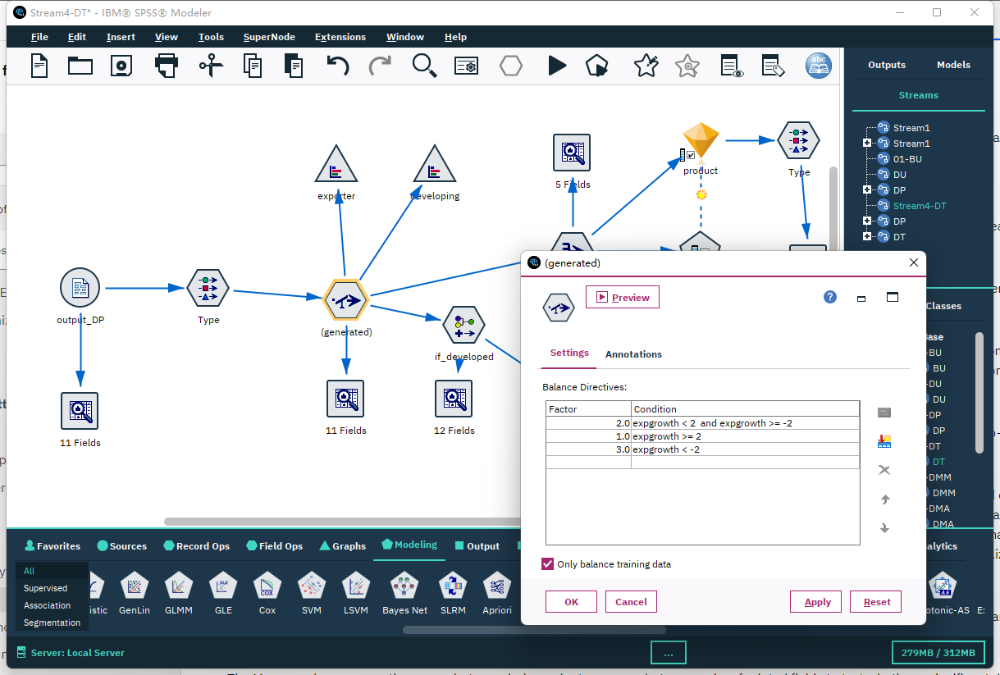 Stream4-DT* - IBM® SPSS® Modeler
File Edit Insert View Tools SuperNode Extensions Window Help
abc
Outputs Models
Streams
Stream1
Stream1
01-BU
DU
DP
Stream4-DT
DP
DT
exporter
developing
5 Fields
product
Type
output_DP
Type
(generated)
if_developed
11 Fields
11 Fields
12 Fields
(generated)
Preview
Settings Annotations
Balance Directives:
Factor Condition
2.0 expgrowth < 2 and expgrowth >= -2
1.0 expgrowth >= 2
3.0 expgrowth < -2
Only balance training data
OK Cancel Apply Reset
Classes
-BU
BU
-DU
DU
-DP
DP
-DT
DT
-DMM
DMM
-DMA
DMA
Favorites Sources Record Ops Field Ops Graphs Modeling Output
All
Supervised
Association
Segmentation
GenLin GLMM GLE Cox SVM LSVM Bayes Net SLRM Apriori
Server: Local Server
...
279MB / 312MB